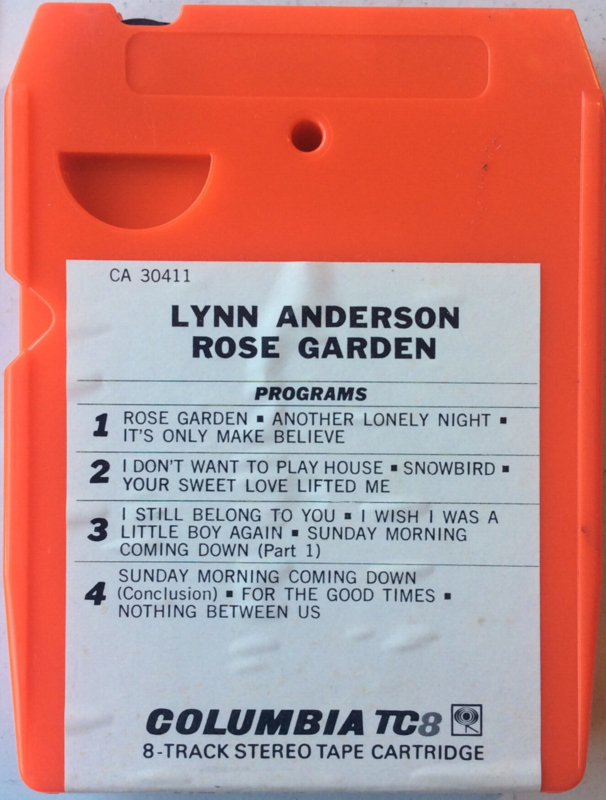 CA 30411
LYNN ANDERSON
ROSE GARDEN
PROGRAMS
1 ROSE GARDEN ▪ ANOTHER LONELY NIGHT ▪
IT'S ONLY MAKE BELIEVE
2 I DON'T WANT TO PLAY HOUSE ▪ SNOWBIRD ▪
YOUR SWEET LOVE LIFTED ME
3 I STILL BELONG TO YOU ▪ I WISH I WAS A
LITTLE BOY AGAIN ▪ SUNDAY MORNING
COMING DOWN (Part 1)
4 SUNDAY MORNING COMING DOWN
(Conclusion) ▪ FOR THE GOOD TIMES ▪
NOTHING BETWEEN US
COLUMBIA TC8
8-TRACK STEREO TAPE CARTRIDGE